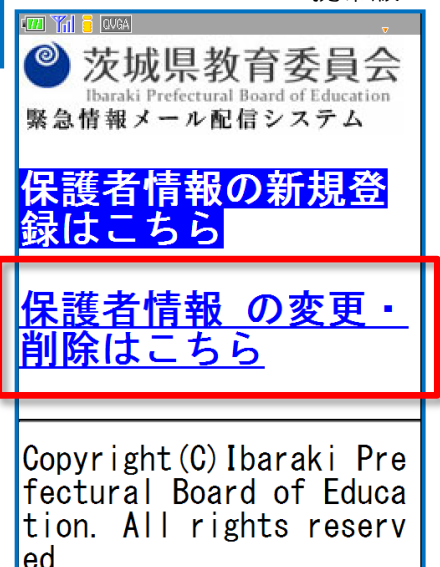 QVGA
茨城県教育委員会
Ibaraki Prefectural Board of Education
緊急情報メール配信システム
保護者情報の新規登
録はこちら
保護者情報 の変更・
削除はこちら
Copyright(C)Ibaraki Pre
fectural Board of Educa
tion. All rights reserv
ed